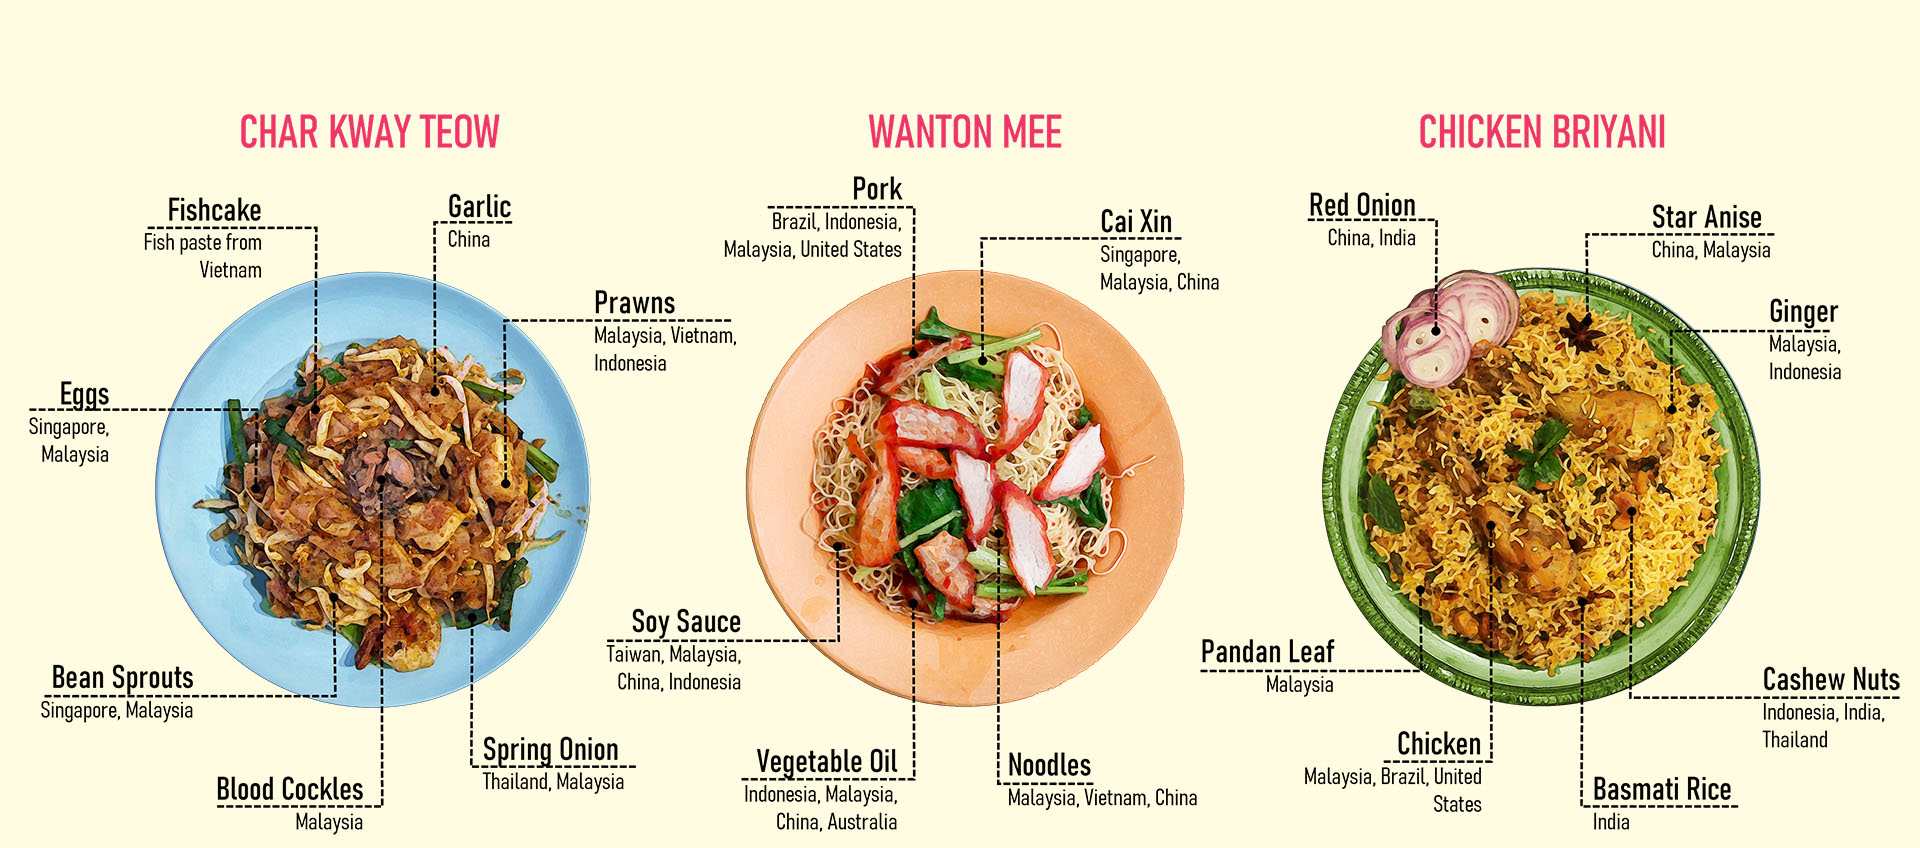 CHAR KWAY TEOW
Fishcake
Fish paste from
Vietnam
Garlic
China
Prawns
Malaysia, Vietnam,
Indonesia
Eggs
Singapore,
Malaysia
Bean Sprouts
Singapore, Malaysia
Blood Cockles
Malaysia
Spring Onion
Thailand, Malaysia
WANTON MEE
Pork
Brazil, Indonesia,
Malaysia, United States
Cai Xin
Singapore,
Malaysia, China
Soy Sauce
Taiwan, Malaysia,
China, Indonesia
Vegetable Oil
Indonesia, Malaysia,
China, Australia
Noodles
Malaysia, Vietnam, China
CHICKEN BRIYANI
Red Onion
China, India
Star Anise
China, Malaysia
Ginger
Malaysia,
Indonesia
Pandan Leaf
Malaysia
Chicken
Malaysia, Brazil, United
States
Basmati Rice
India
Cashew Nuts
Indonesia, India,
Thailand